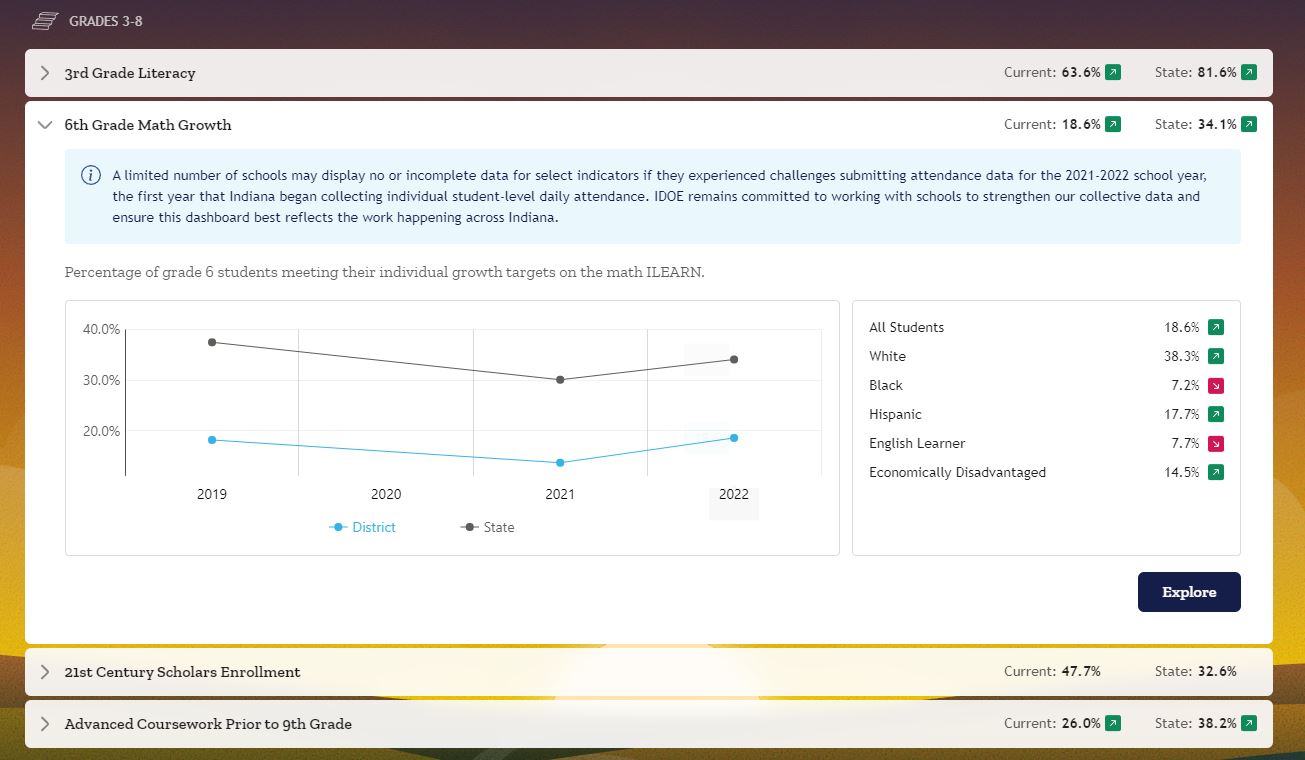 GRADES 3-8
3rd Grade Literacy Current: 63.6% State: 81.6%
6th Grade Math Growth Current: 18.6% State: 34.1%
A limited number of schools may display no or incomplete data for select indicators if they experienced challenges submitting attendance data for the 2021-2022 school year,
the first year that Indiana began collecting individual student-level daily attendance. IDOE remains committed to working with schools to strengthen our collective data and
ensure this dashboard best reflects the work happening across Indiana.
Percentage of grade 6 students meeting their individual growth targets on the math ILEARN.
40.0%
30.0%
20.0%
2019 2020 2021 2022
District State
All Students 18.6%
White 38.3%
Black 7.2%
Hispanic 17.7%
English Learner 7.7%
Economically Disadvantaged 14.5%
Explore
21st Century Scholars Enrollment Current: 47.7% State: 32.6%
Advanced Coursework Prior to 9th Grade Current: 26.0% State: 38.2%